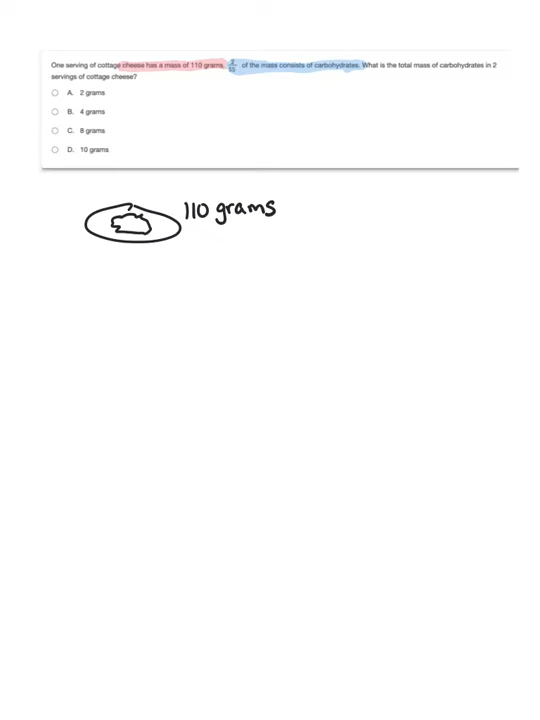 One serving of cottage cheese has a mass of 110 grams. 2/55 of the mass consists of carbohydrates. What is the total mass of carbohydrates in 2
servings of cottage cheese?
A. 2 grams
B. 4 grams
C. 8 grams
D. 10 grams
110 grams